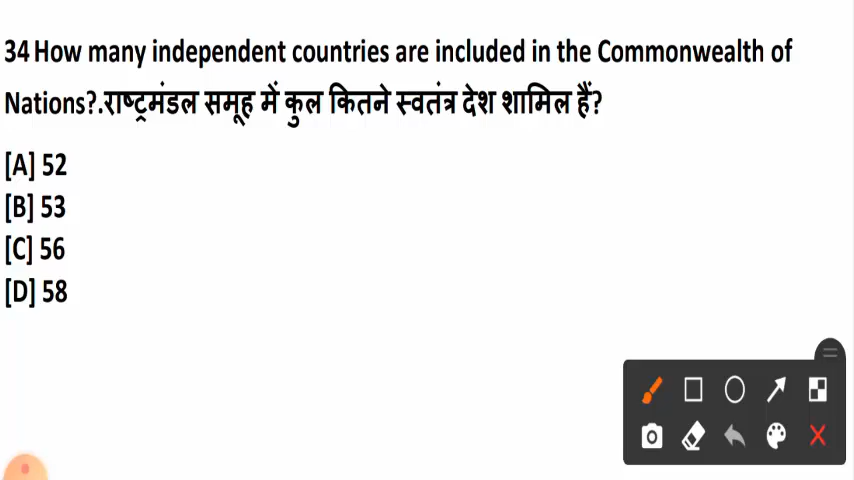 34 How many independent countries are included in the Commonwealth of
Nations?.राष्ट्रमंडल समूह में कुल कितने स्वतंत्र देश शामिल हैं?
[A] 52
[B] 53
[C] 56
[D] 58